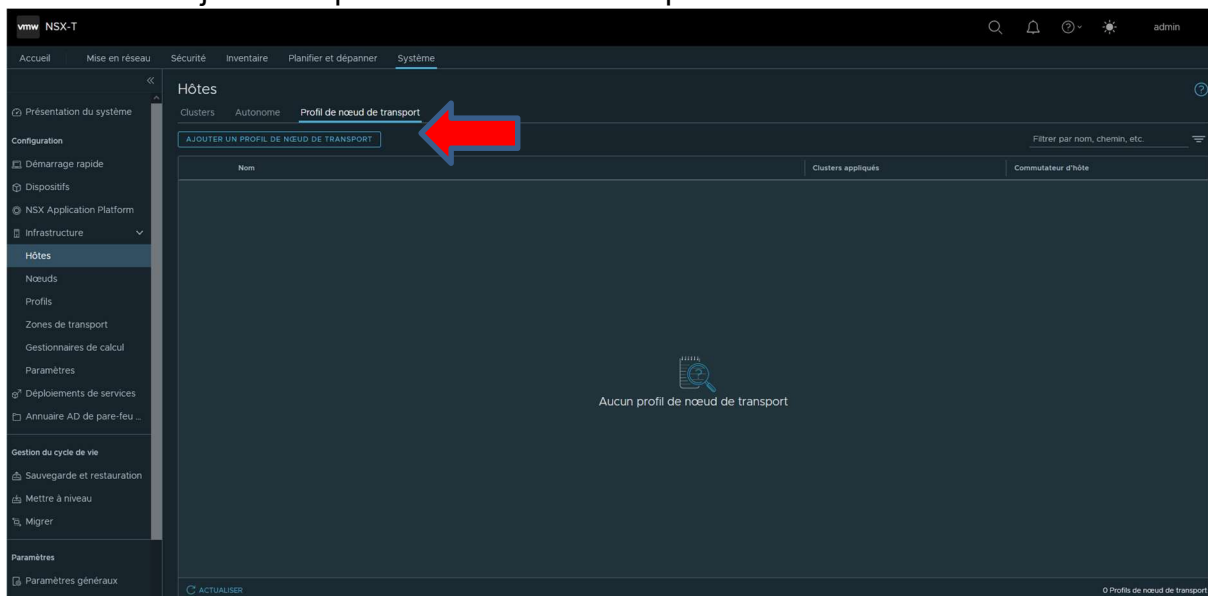 vmw NSX-T
admin
Accueil Mise en réseau Sécurité Inventaire Planifier et dépanner Système
Présentation du système
Configuration
Démarrage rapide
Dispositifs
NSX Application Platform
Infrastructure
Hôtes
Nœuds
Profils
Zones de transport
Gestionnaires de calcul
Paramètres
Déploiements de services
Annuaire AD de pare-feu ...
Gestion du cycle de vie
Sauvegarde et restauration
Mettre à niveau
Migrer
Paramètres
Paramètres généraux
Hôtes
Clusters Autonome Profil de nœud de transport
AJOUTER UN PROFIL DE NŒUD DE TRANSPORT
Filtrer par nom, chemin, etc.
Nom Clusters appliqués Commutateur d'hôte
Aucun profil de nœud de transport
ACTUALISER
0 Profils de nœud de transport